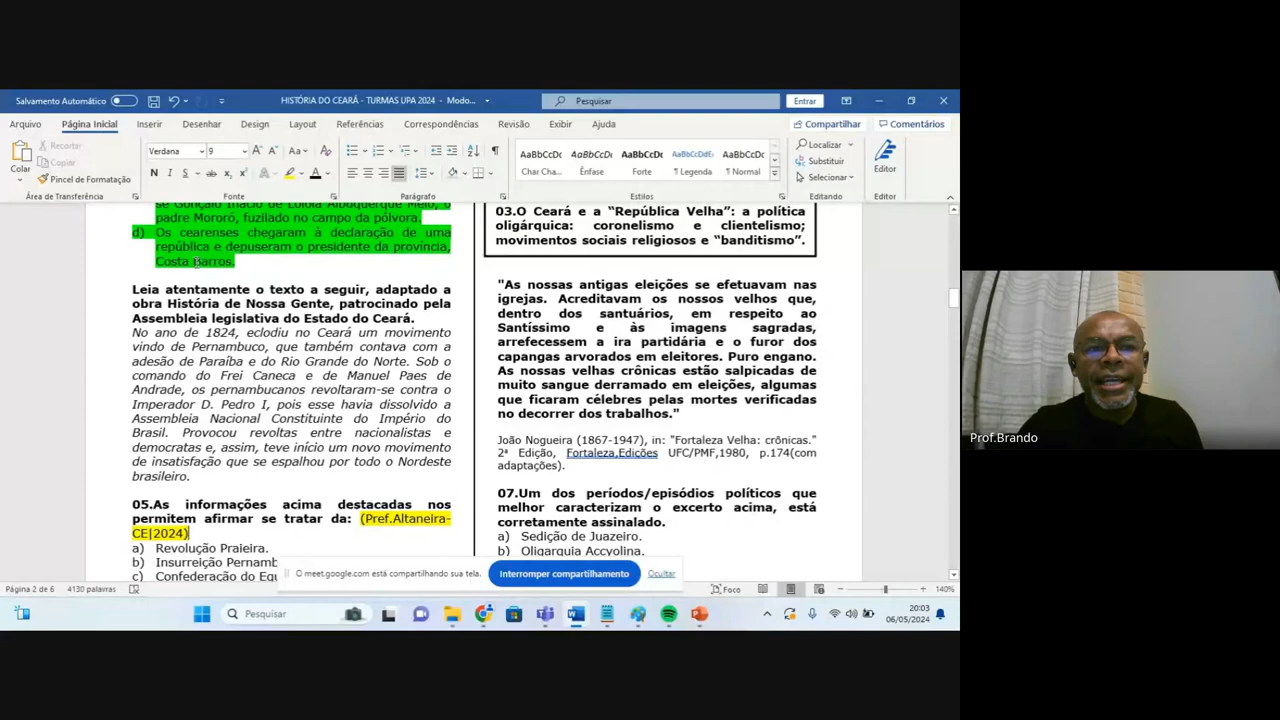 Salvamento Automático
HISTÓRIA DO CEARÁ - TURMAS UPA 2024 - Modo...
Pesquisar
Entrar
Arquivo
Página Inicial
Inserir
Desenhar
Design
Layout
Referências
Correspondências
Revisão
Exibir
Ajuda
Compartilhar
Comentários
Colar
Recortar
Copiar
Pincel de Formatação
Área de Transferência
Verdana
9
Fonte
Parágrafo
AaBbCcDc
AaBbCcDc
AaBbCcDc
AaBbCcDdEe
AaBbCcDc
Char Cha...
Ênfase
Forte
¶ Legenda
¶ Normal
Estilos
Localizar
Substituir
Selecionar
Editando
Editor
Editor
se Gonçalo Inácio de Loiola Albuquerque Melo, o
padre Mororó, fuzilado no campo da pólvora.
d) Os cearenses chegaram à declaração de uma
república e depuseram o presidente da província,
Costa Barros.
Leia atentamente o texto a seguir, adaptado a
obra História de Nossa Gente, patrocinado pela
Assembleia legislativa do Estado do Ceará.
No ano de 1824, eclodiu no Ceará um movimento
vindo de Pernambuco, que também contava com a
adesão de Paraíba e do Rio Grande do Norte. Sob o
comando do Frei Caneca e de Manuel Paes de
Andrade, os pernambucanos revoltaram-se contra o
Imperador D. Pedro I, pois esse havia dissolvido a
Assembleia Nacional Constituinte do Império do
Brasil. Provocou revoltas entre nacionalistas e
democratas e, assim, teve início um novo movimento
de insatisfação que se espalhou por todo o Nordeste
brasileiro.
05.As informações acima destacadas nos
permitem afirmar se tratar da: (Pref.Altaneira-
CE|2024)
a) Revolução Praieira.
b) Insurreição Pernamb
c) Confederação do Equ
03.O Ceará e a “República Velha”: a política
oligárquica: coronelismo e clientelismo;
movimentos sociais religiosos e “banditismo”.
"As nossas antigas eleições se efetuavam nas
igrejas. Acreditavam os nossos velhos que,
dentro dos santuários, em respeito ao
Santíssimo e às imagens sagradas,
arrefecessem a ira partidária e o furor dos
capangas arvorados em eleitores. Puro engano.
As nossas velhas crônicas estão salpicadas de
muito sangue derramado em eleições, algumas
que ficaram célebres pelas mortes verificadas
no decorrer dos trabalhos."
João Nogueira (1867-1947), in: "Fortaleza Velha: crônicas."
2ª Edição, Fortaleza,Edições UFC/PMF,1980, p.174(com
adaptações).
07.Um dos períodos/episódios políticos que
melhor caracterizam o excerto acima, está
corretamente assinalado.
a) Sedição de Juazeiro.
b) Oligarquia Accyolina.
O meet.google.com está compartilhando sua tela.
Interromper compartilhamento
Ocultar
Página 2 de 6
4130 palavras
Foco
140%
Pesquisar
20:03
06/05/2024
Prof.Brando